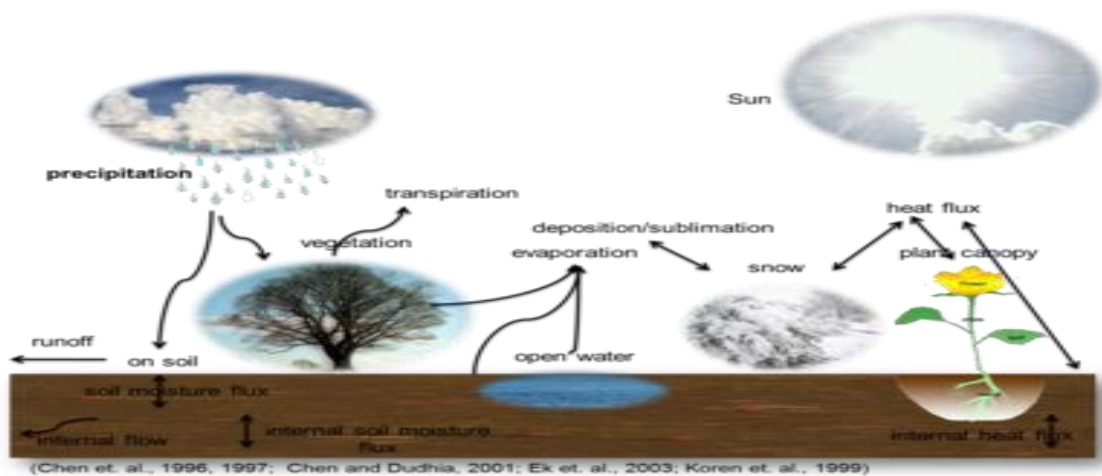 Sun
precipitation
transpiration
heat flux
deposition/sublimation
vegetation
evaporation
plant canopy
snow
runoff
on soil
open water
soil moisture flux
internal flow
internal soil moisture
flux
internal heat flux
(Chen et. al., 1996, 1997; Chen and Dudhia, 2001; Ek et. al., 2003; Koren et. al., 1999)